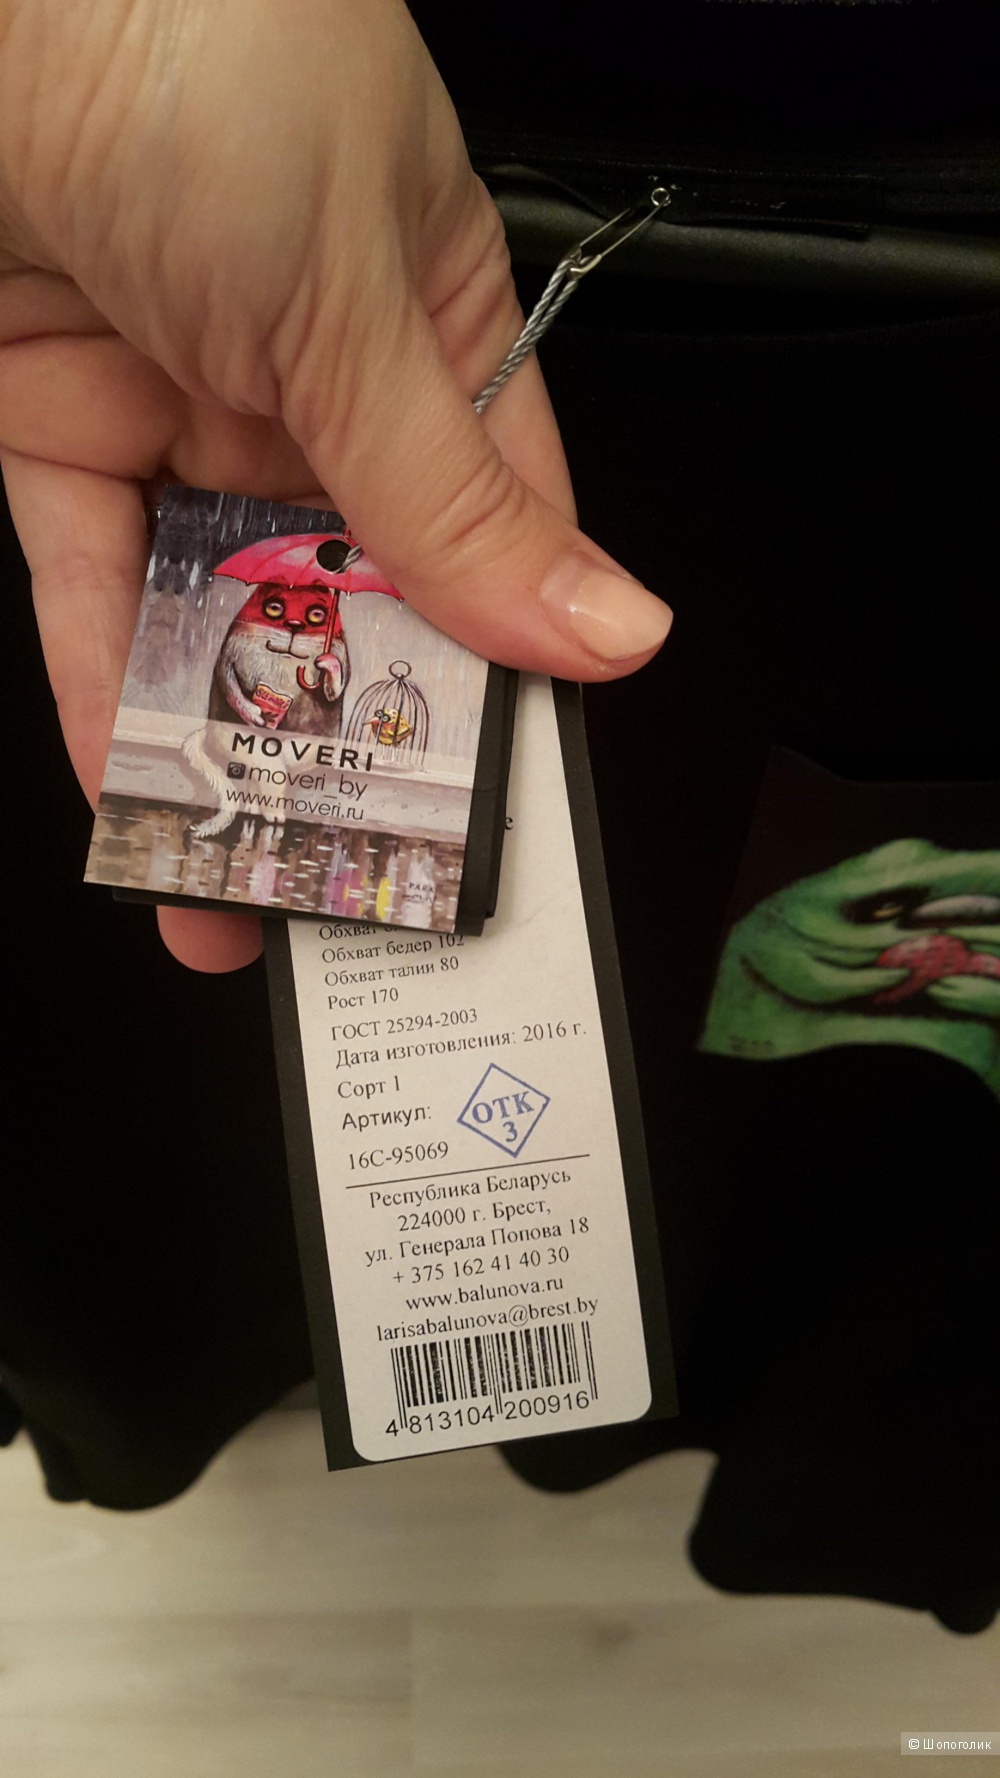 MOVERI
moveri_by
www.moveri.ru
Обхват бедер 102
Обхват талии 80
Рост 170
ГОСТ 25294-2003
Дата изготовления: 2016 г.
Сорт 1
Артикул:
ОТК
3
16С-95069
Республика Беларусь
224000 г. Брест,
ул. Генерала Попова 18
+ 375 162 41 40 30
www.balunova.ru
larisabalunova@brest.by
4 813104 200916
© Шопоголик